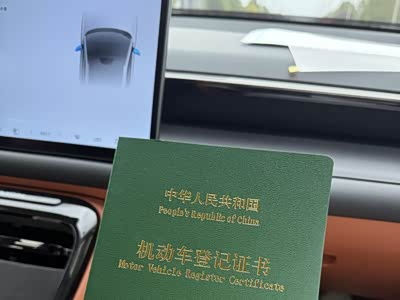 中华人民共和国
People's Republic of China
机动车登记证书
Motor Vehicle Register Certificate